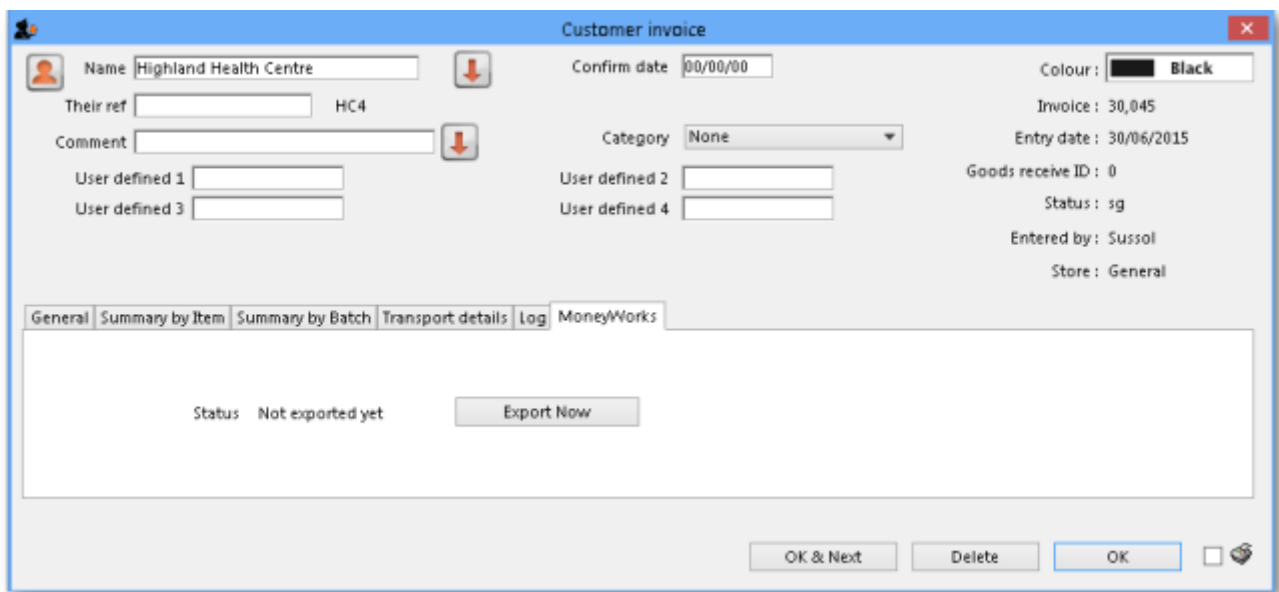 Customer invoice
Name Highland Health Centre Confirm date 00/00/00 Colour : Black
Their ref HC4 Invoice : 30,045
Comment Category None Entry date : 30/06/2015
User defined 1 User defined 2 Goods receive ID : 0
User defined 3 User defined 4 Status : sg
Entered by : Sussol
Store : General
General Summary by Item Summary by Batch Transport details Log MoneyWorks
Status Not exported yet Export Now
OK & Next Delete OK